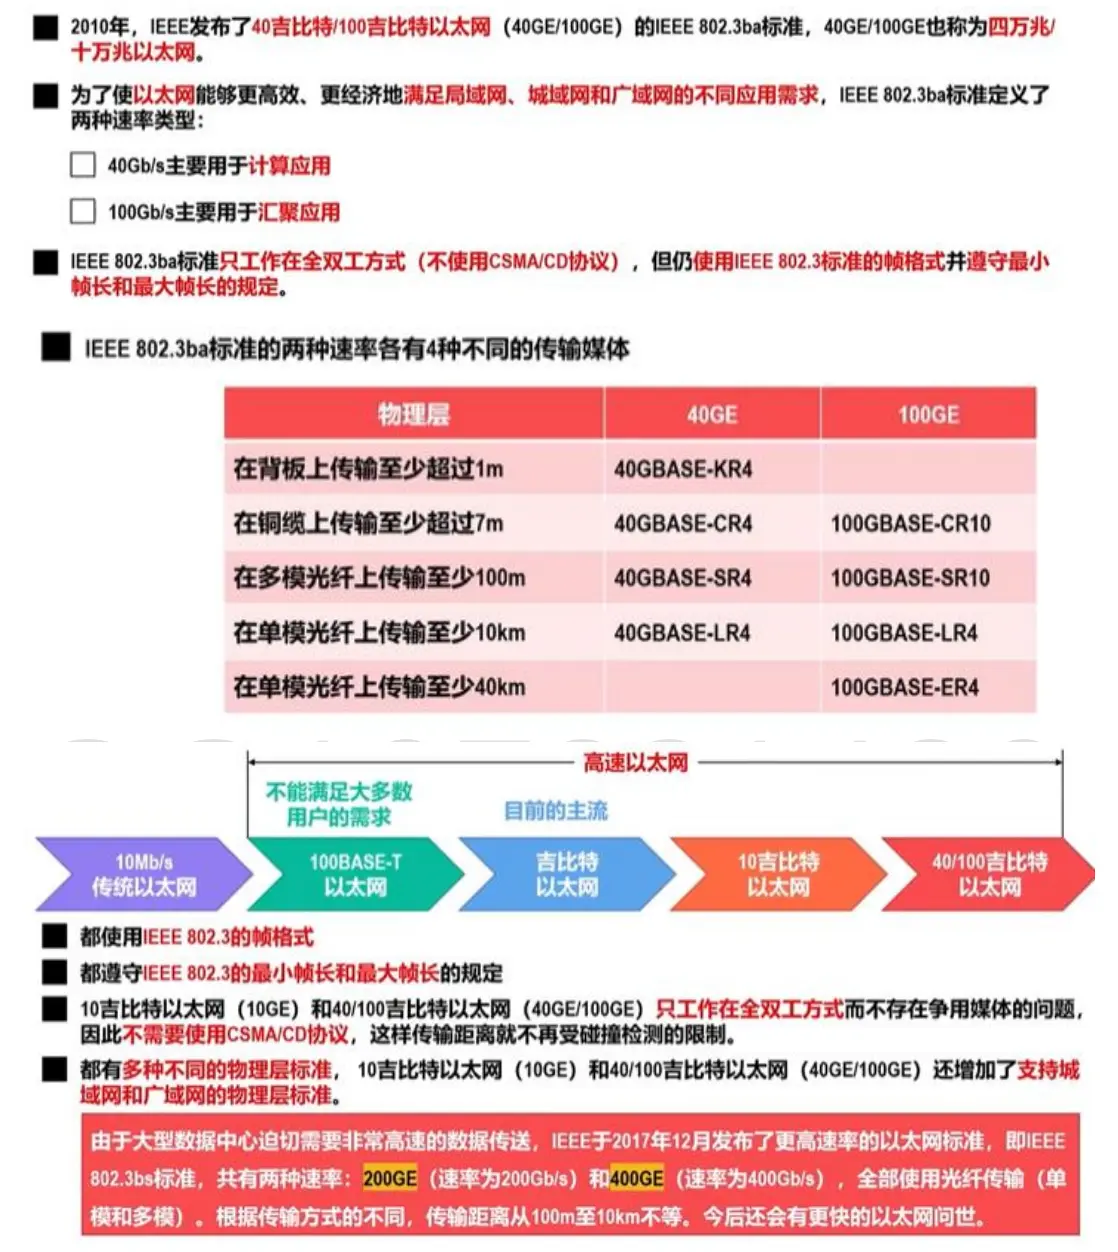 2010年，IEEE发布了40吉比特/100吉比特以太网（40GE/100GE）的IEEE 802.3ba标准，40GE/100GE也称为四万兆/
十万兆以太网。
为了使以太网能够更高效、更经济地满足局域网、城域网和广域网的不同应用需求，IEEE 802.3ba标准定义了
两种速率类型：
40Gb/s主要用于计算应用
100Gb/s主要用于汇聚应用
IEEE 802.3ba标准只工作在全双工方式（不使用CSMA/CD协议），但仍使用IEEE 802.3标准的帧格式并遵守最小
帧长和最大帧长的规定。
IEEE 802.3ba标准的两种速率各有4种不同的传输媒体
物理层 40GE 100GE
在背板上传输至少超过1m 40GBASE-KR4
在铜缆上传输至少超过7m 40GBASE-CR4 100GBASE-CR10
在多模光纤上传输至少100m 40GBASE-SR4 100GBASE-SR10
在单模光纤上传输至少10km 40GBASE-LR4 100GBASE-LR4
在单模光纤上传输至少40km 100GBASE-ER4
高速以太网
不能满足大多数
用户的需求
目前的主流
10Mb/s
传统以太网
100BASE-T
以太网
吉比特
以太网
10吉比特
以太网
40/100吉比特
以太网
都使用IEEE 802.3的帧格式
都遵守IEEE 802.3的最小帧长和最大帧长的规定
10吉比特以太网（10GE）和40/100吉比特以太网（40GE/100GE）只工作在全双工方式而不存在争用媒体的问题，
因此不需要使用CSMA/CD协议，这样传输距离就不再受碰撞检测的限制。
都有多种不同的物理层标准，10吉比特以太网（10GE）和40/100吉比特以太网（40GE/100GE）还增加了支持城
域网和广域网的物理层标准。
由于大型数据中心迫切需要非常高速的数据传送，IEEE于2017年12月发布了更高速率的以太网标准，即IEEE
802.3bs标准，共有两种速率：200GE（速率为200Gb/s）和400GE（速率为400Gb/s），全部使用光纤传输（单
模和多模）。根据传输方式的不同，传输距离从100m至10km不等。今后还会有更快的以太网问世。